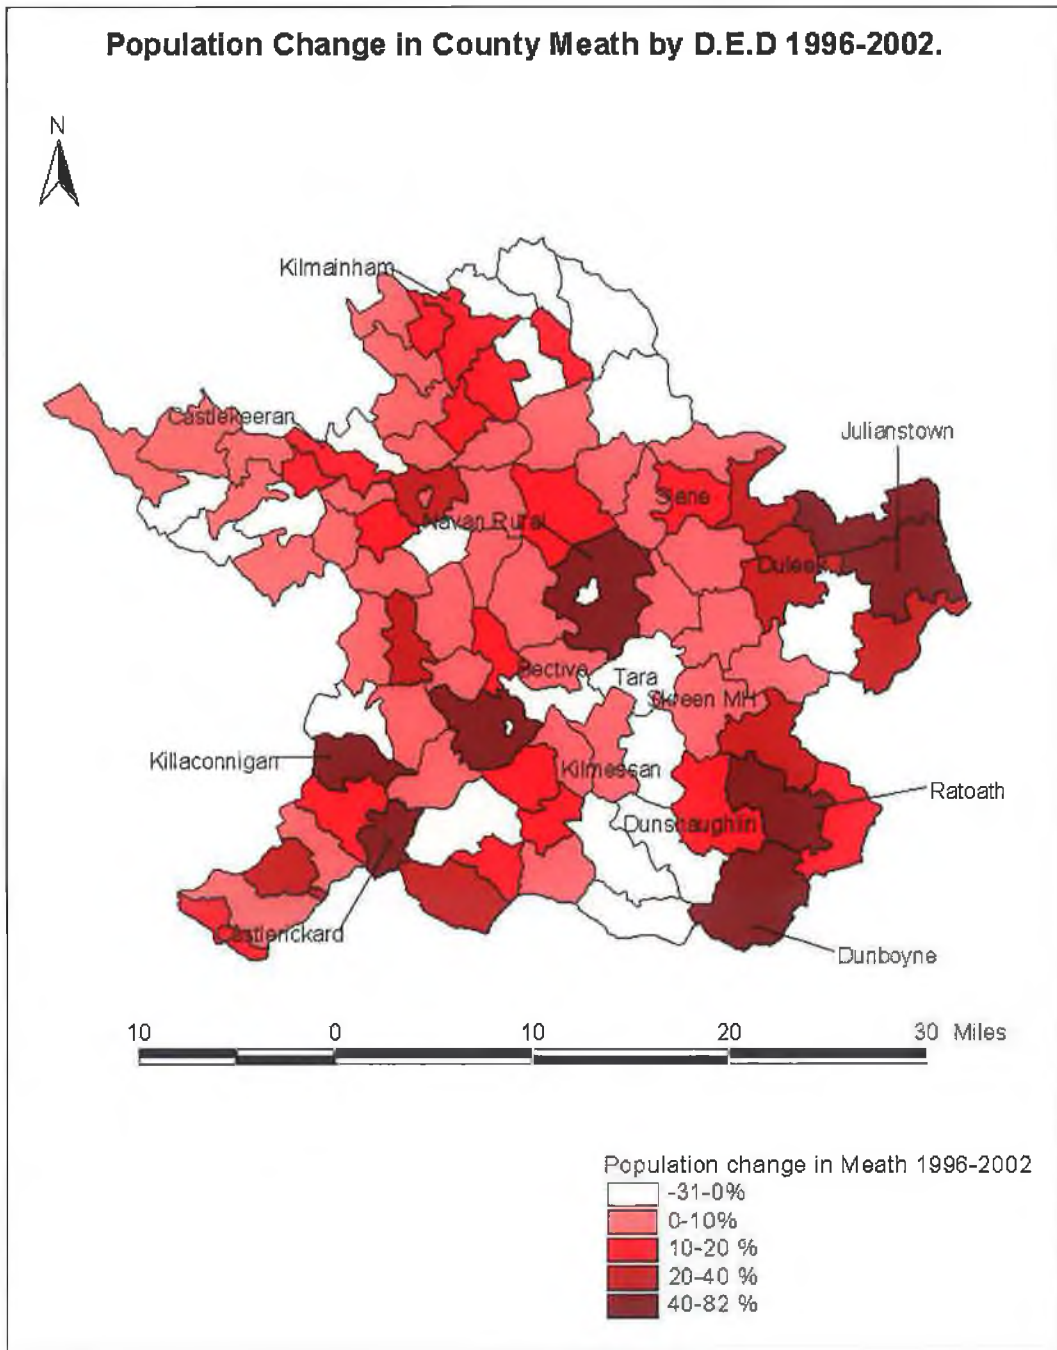 Population Change in County Meath by D.E.D 1996-2002.
N
Kilmainham
Castlekeeran
Julianstown
Slane
Navan Rural
Duleek
Bective
Tara
Skreen MH
Killaconnigan
Kilmessan
Ratoath
Dunshaughlin
Castlerickard
Dunboyne
10 0 10 20 30 Miles
Population change in Meath 1996-2002
-31-0%
0-10%
10-20 %
20-40 %
40-82 %